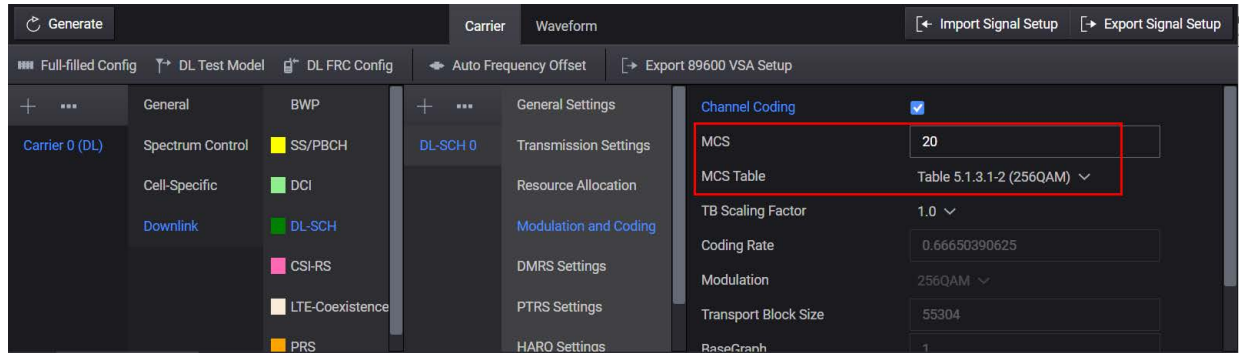 Generate
Carrier Waveform
Import Signal Setup Export Signal Setup
Full-filled Config DL Test Model DL FRC Config Auto Frequency Offset Export 89600 VSA Setup
General BWP General Settings Channel Coding
Carrier 0 (DL) Spectrum Control SS/PBCH DL-SCH 0 Transmission Settings MCS 20
Cell-Specific DCI Resource Allocation MCS Table Table 5.1.3.1-2 (256QAM)
Downlink DL-SCH Modulation and Coding TB Scaling Factor 1.0
Coding Rate 0.66650390625
CSI-RS DMRS Settings Modulation 256QAM
LTE-Coexistence PTRS Settings Transport Block Size 55304
PRS HARQ Settings BaseGraph 1